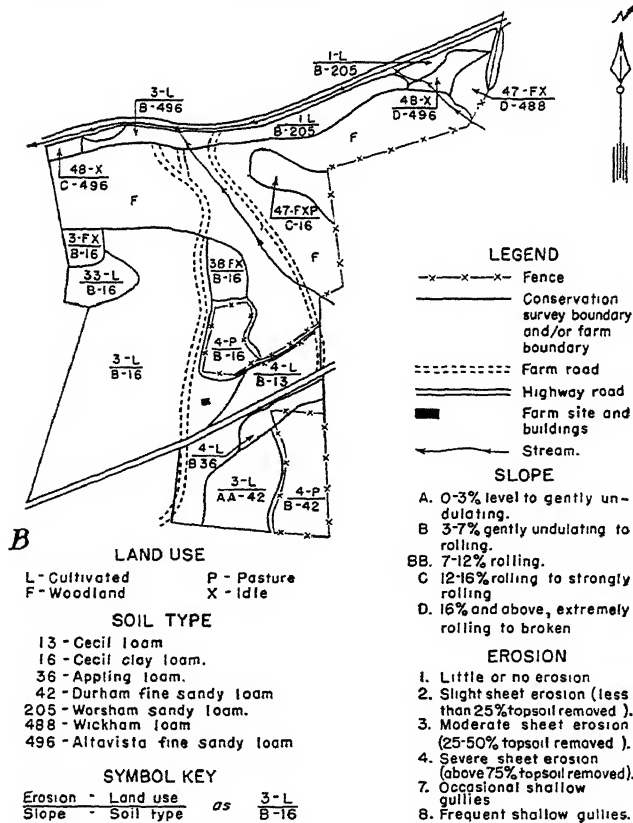 N
1-L
B-205
3-L
B-496
1L
B-205
48-X
D-496
47-FX
D-488
F
48-X
C-496
F
47-FXP
C-16
F
3-FX
B-16
33-L
B-16
38 FX
B-16
4-P
B-16
3-L
B-16
4-L
B-13
4-L
B36
3-L
AA-42
4-P
B-42
B
LEGEND
Fence
Conservation
survey boundary
and/or farm
boundary
Farm road
Highway road
Farm site and
buildings
Stream.
SLOPE
A. 0-3% level to gently un-
dulating.
B 3-7% gently undulating to
rolling.
BB. 7-12% rolling.
C 12-16% rolling to strongly
rolling
D. 16% and above, extremely
rolling to broken
EROSION
1. Little or no erosion
2. Slight sheet erosion (less
than 25% topsoil removed ).
3. Moderate sheet erosion
(25-50% topsoil removed ).
4. Severe sheet erosion
(above 75% topsoil removed).
7. Occasional shallow
gullies
8. Frequent shallow gullies.
LAND USE
L - Cultivated P - Pasture
F - Woodland X - Idle
SOIL TYPE
13 - Cecil loam
16 - Cecil clay loam.
36 - Appling loam.
42 - Durham fine sandy loam
205 - Worsham sandy loam.
488 - Wickham loam
496 - Altavista fine sandy loam
SYMBOL KEY
Erosion - Land use as 3-L
Slope - Soil type B-16